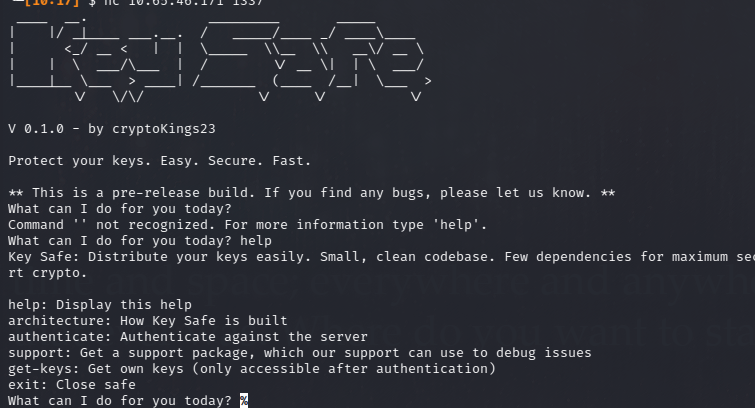 [10:17] $ nc 10.65.46.171 1337
Key Safe
V 0.1.0 - by cryptoKings23
Protect your keys. Easy. Secure. Fast.
** This is a pre-release build. If you find any bugs, please let us know. **
What can I do for you today?
Command '' not recognized. For more information type 'help'.
What can I do for you today? help
Key Safe: Distribute your keys easily. Small, clean codebase. Few dependencies for maximum sec
rt crypto.
help: Display this help
architecture: How Key Safe is built
authenticate: Authenticate against the server
support: Get a support package, which our support can use to debug issues
get-keys: Get own keys (only accessible after authentication)
exit: Close safe
What can I do for you today? %